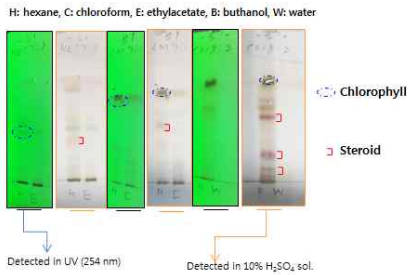 H: hexane, C: chloroform, E: ethylacetate, B: buthanol, W: water
Chlorophyll
Steroid
H E
H E
H E
H E
H W
H W
Detected in UV (254 nm)
Detected in 10% H₂SO₄ sol.